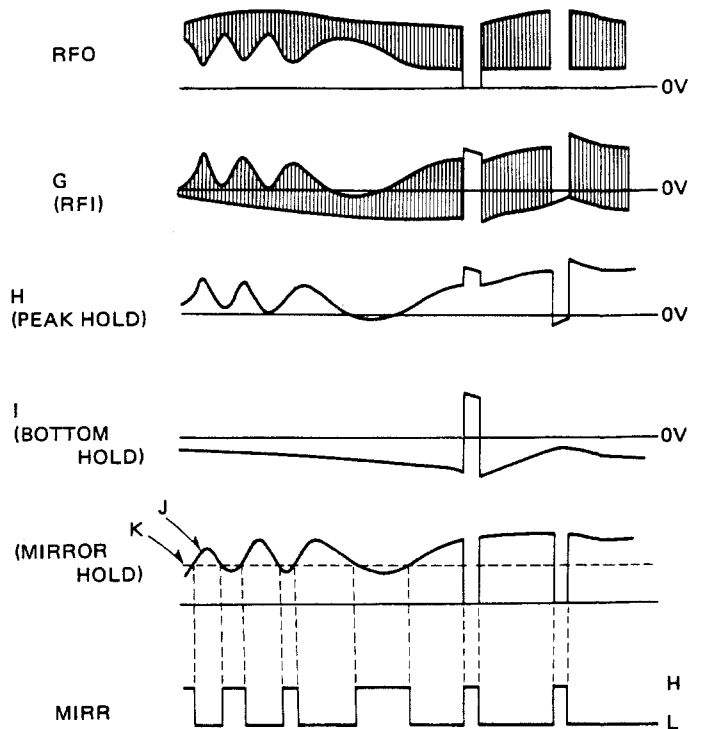 RFO
0V
G
(RFI)
0V
H
(PEAK HOLD)
0V
I
(BOTTOM
HOLD)
0V
J
K
(MIRROR
HOLD)
H
MIRR
L